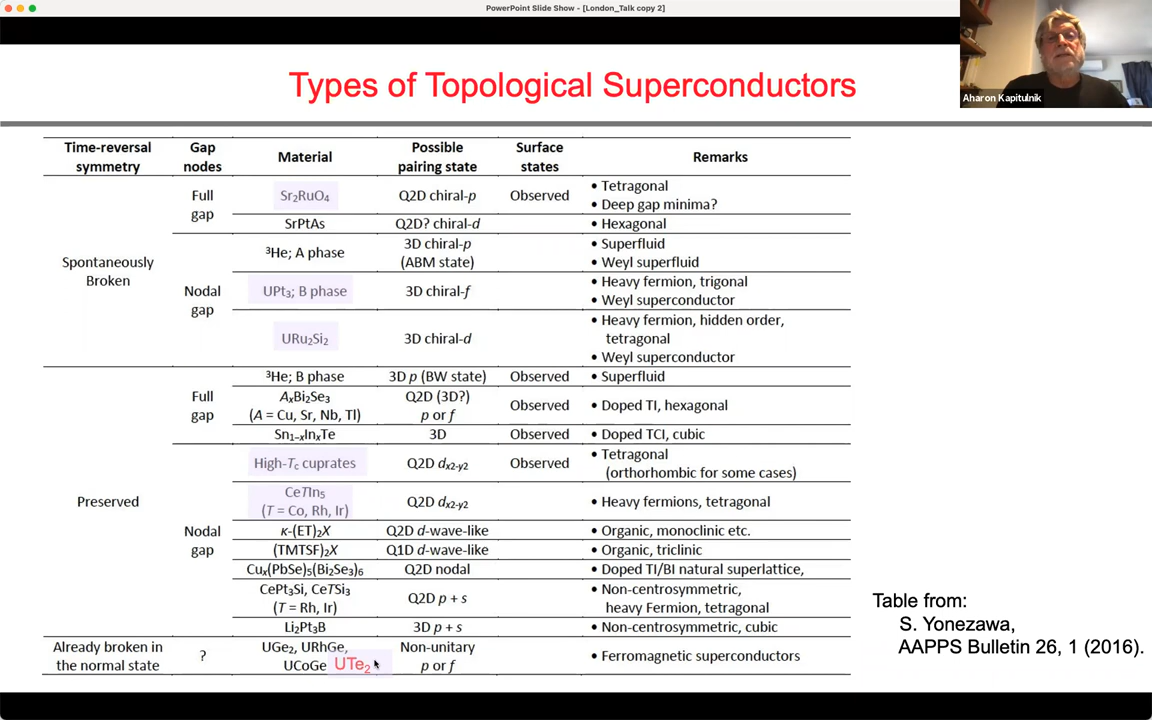 PowerPoint Slide Show - [London_Talk copy 2]
Aharon Kapitulnik
Types of Topological Superconductors
Time-reversal symmetry | Gap nodes | Material | Possible pairing state | Surface states | Remarks
Spontaneously Broken
Full gap
Sr₂RuO₄ | Q2D chiral-p | Observed | • Tetragonal
• Deep gap minima?
SrPtAs | Q2D? chiral-d | • Hexagonal
Nodal gap
³He; A phase | 3D chiral-p (ABM state) | • Superfluid
• Weyl superfluid
UPt₃; B phase | 3D chiral-f | • Heavy fermion, trigonal
• Weyl superconductor
URu₂Si₂ | 3D chiral-d | • Heavy fermion, hidden order, tetragonal
• Weyl superconductor
Preserved
Full gap
³He; B phase | 3D p (BW state) | Observed | • Superfluid
AₓBi₂Se₃ (A = Cu, Sr, Nb, Tl) | Q2D (3D?) p or f | Observed | • Doped TI, hexagonal
Sn₁₋ₓInₓTe | 3D | Observed | • Doped TCI, cubic
Nodal gap
High-Tc cuprates | Q2D dx2-y2 | Observed | • Tetragonal (orthorhombic for some cases)
CeTIn₅ (T = Co, Rh, Ir) | Q2D dx2-y2 | • Heavy fermions, tetragonal
κ-(ET)₂X | Q2D d-wave-like | • Organic, monoclinic etc.
(TMTSF)₂X | Q1D d-wave-like | • Organic, triclinic
Cuₓ(PbSe)₅(Bi₂Se₃)₆ | Q2D nodal | • Doped TI/BI natural superlattice,
CePt₃Si, CeTSi₃ (T = Rh, Ir) | Q2D p + s | • Non-centrosymmetric, heavy Fermion, tetragonal
Li₂Pt₃B | 3D p + s | • Non-centrosymmetric, cubic
Already broken in the normal state | ? | UGe₂, URhGe, UCoGe UTe₂ | Non-unitary p or f | • Ferromagnetic superconductors
Table from:
S. Yonezawa,
AAPPS Bulletin 26, 1 (2016).